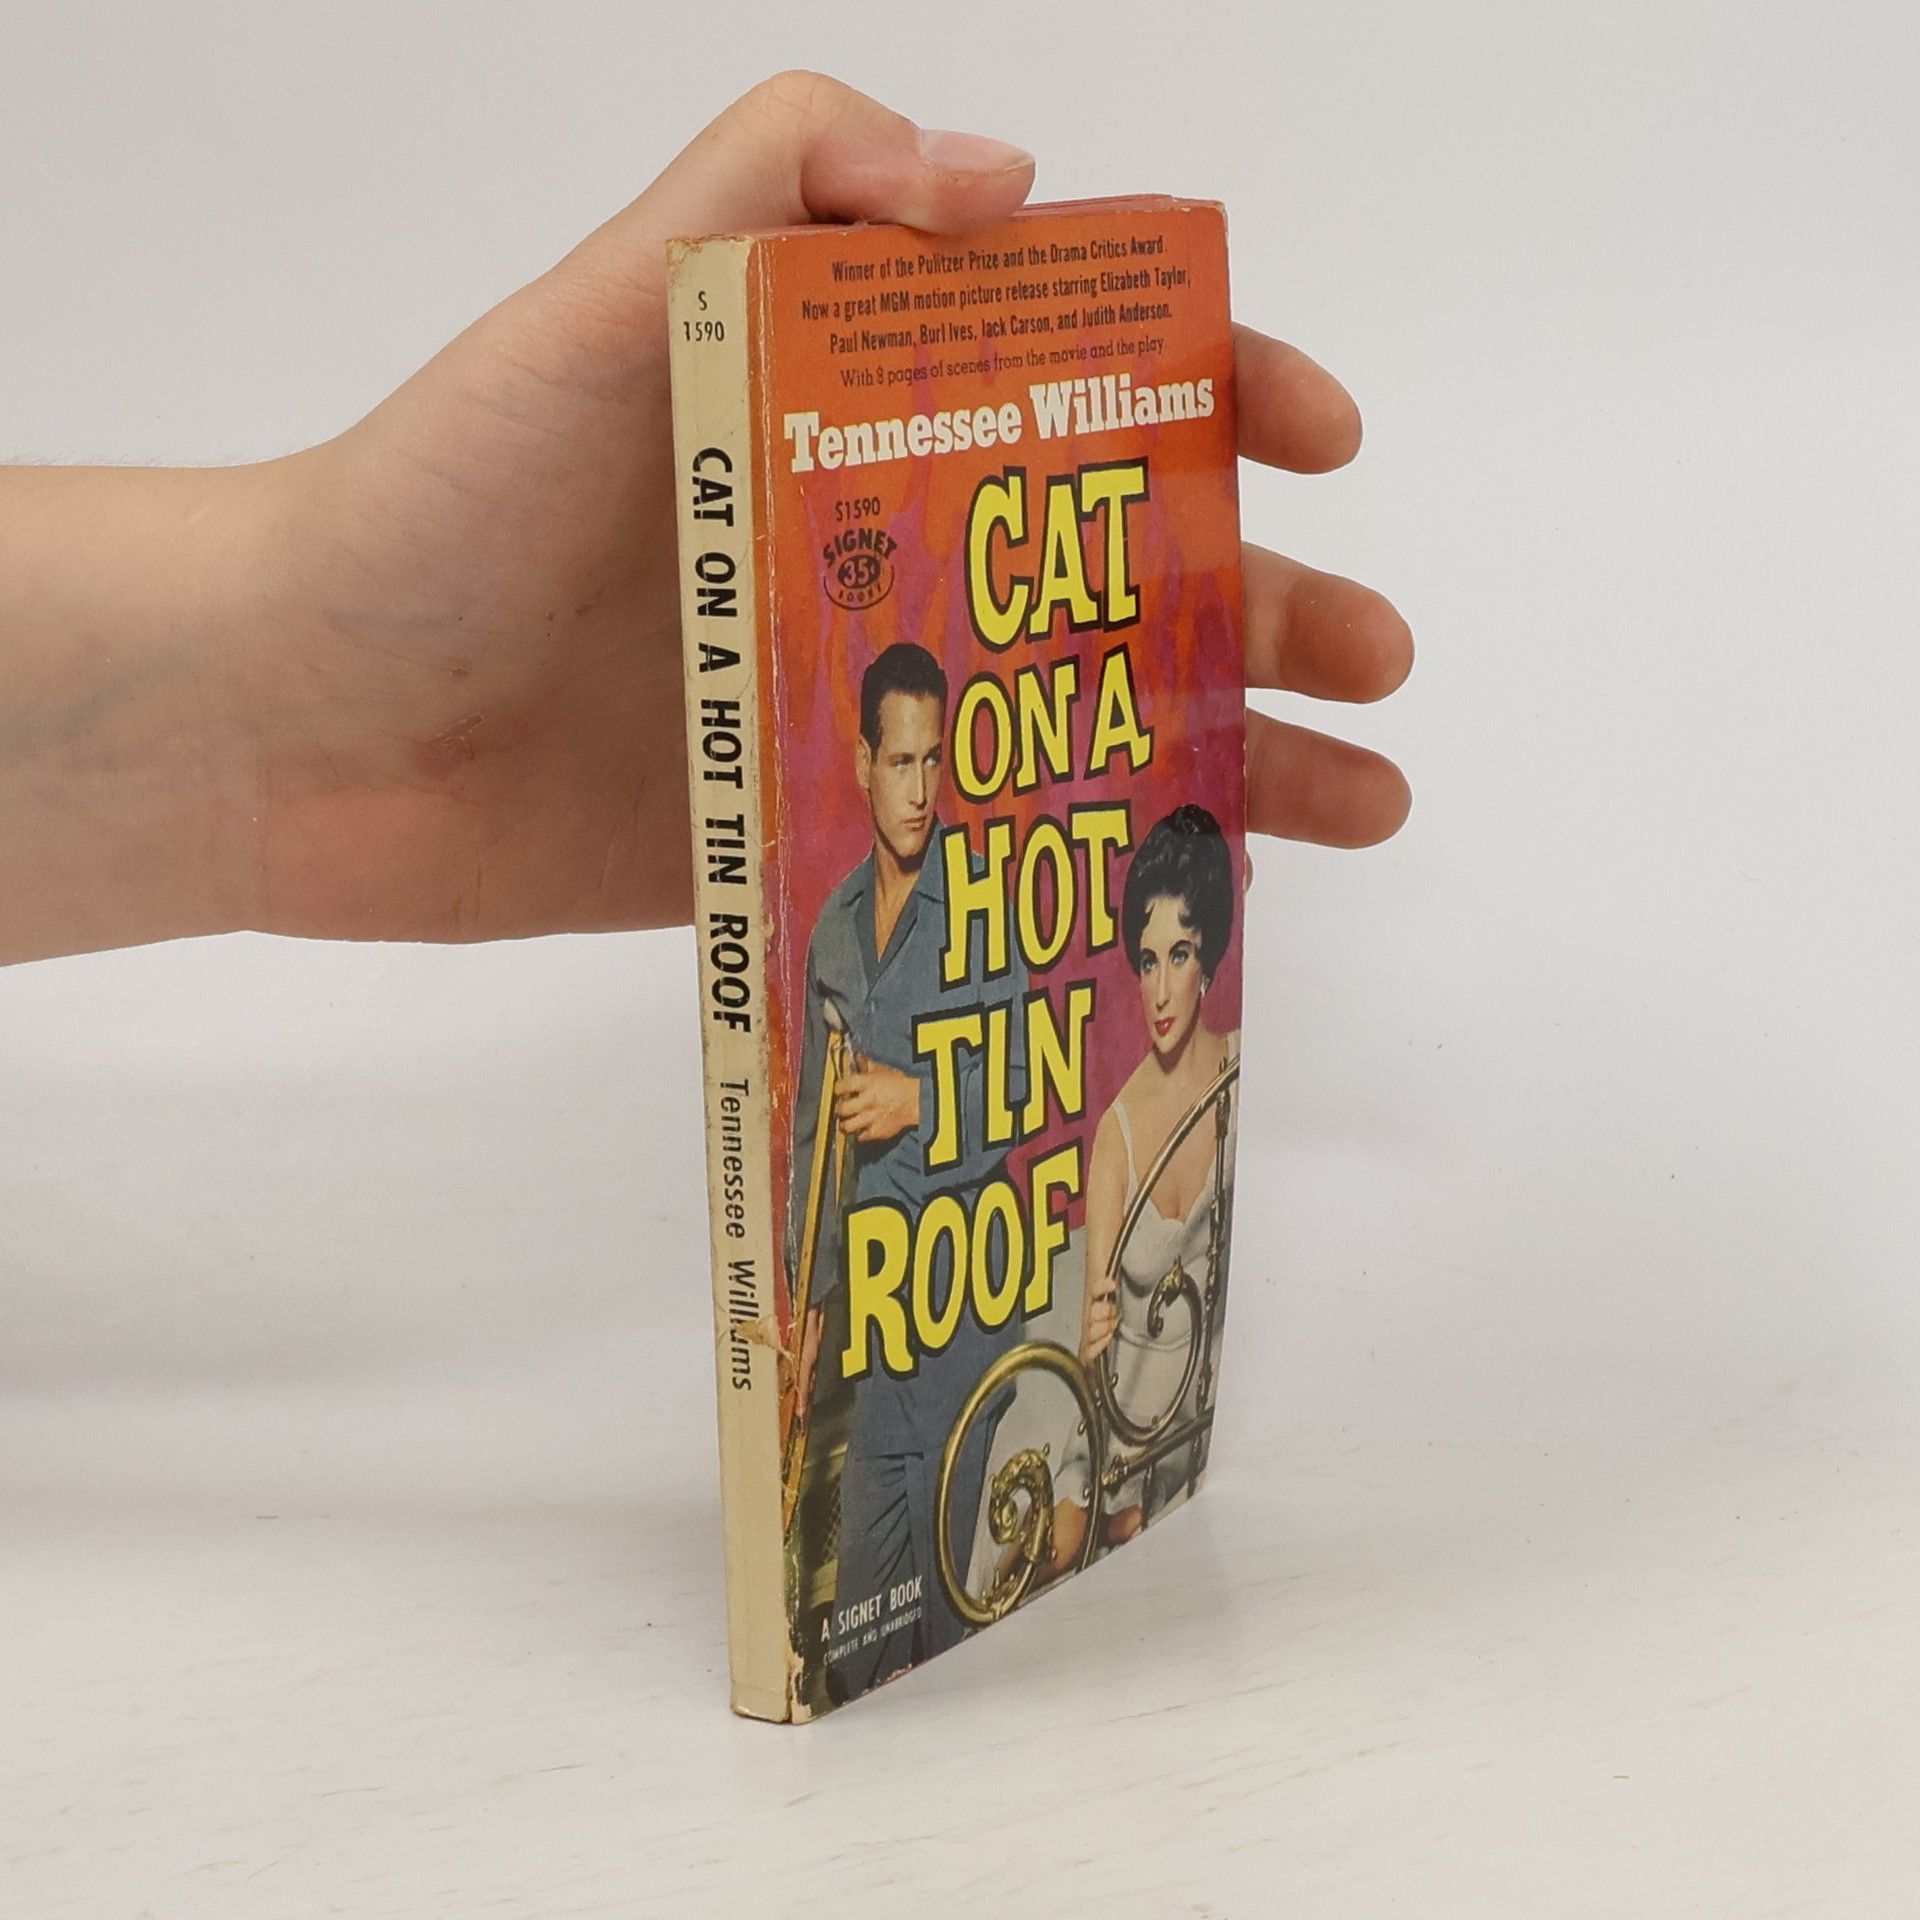 S
1590
CAT ON A HOT TIN ROOF Tennessee Williams
Winner of the Pulitzer Prize and the Drama Critics Award.
Now a great MGM motion picture release starring Elizabeth Taylor,
Paul Newman, Burl Ives, Jack Carson, and Judith Anderson.
With 8 pages of scenes from the movie and the play
Tennessee Williams
S1590
SIGNET
35¢
BOOKS
CAT
ON A
HOT
TIN
ROOF
A SIGNET BOOK
COMPLETE AND UNABRIDGED